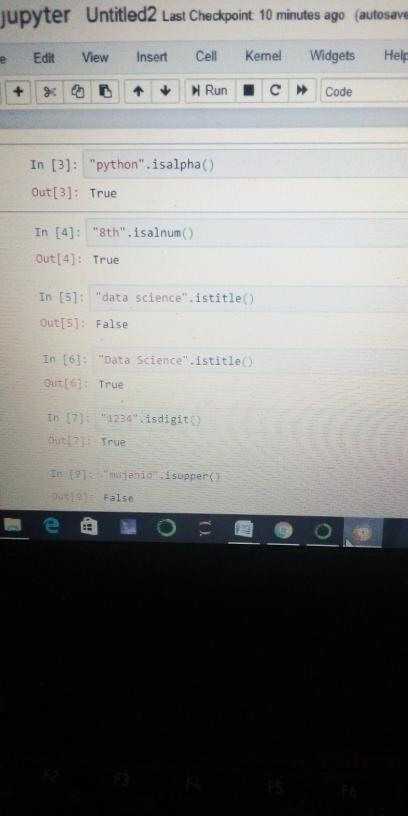 jupyter Untitled2 Last Checkpoint: 10 minutes ago (autosave
e Edit View Insert Cell Kernel Widgets Help
Run Code
In [3]: "python".isalpha()
Out[3]: True
In [4]: "8th".isalnum()
Out[4]: True
In [5]: "data science".istitle()
Out[5]: False
In [6]: "Data Science".istitle()
Out[6]: True
In [7]: "1234".isdigit()
Out[7]: True
In [9]: "mujahid".isupper()
Out[9]: False
F2 F3 F4 F5 F6